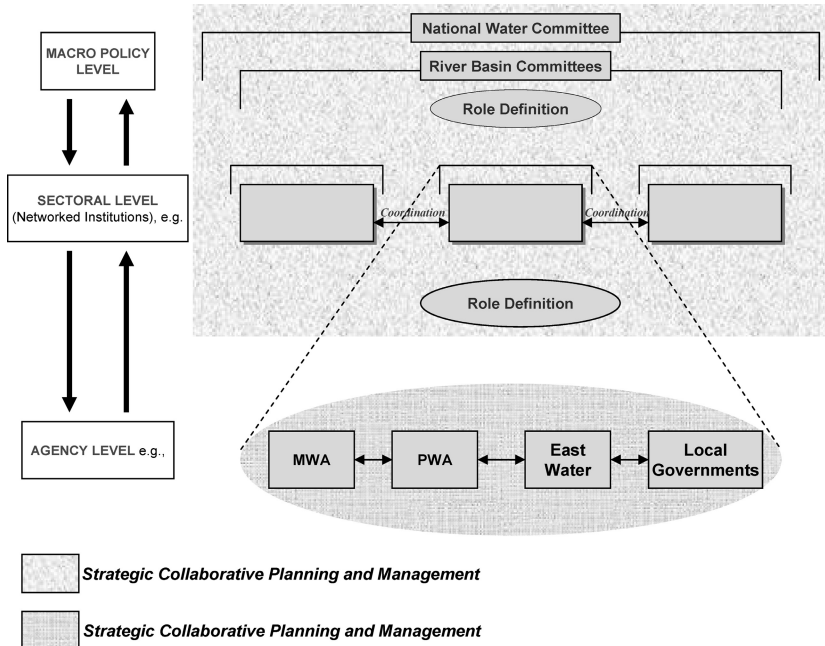 National Water Committee
MACRO POLICY
LEVEL
River Basin Committees
Role Definition
SECTORAL LEVEL
(Networked Institutions), e.g.
Coordination
Coordination
Role Definition
AGENCY LEVEL e.g.,
MWA
PWA
East
Water
Local
Governments
Strategic Collaborative Planning and Management
Strategic Collaborative Planning and Management